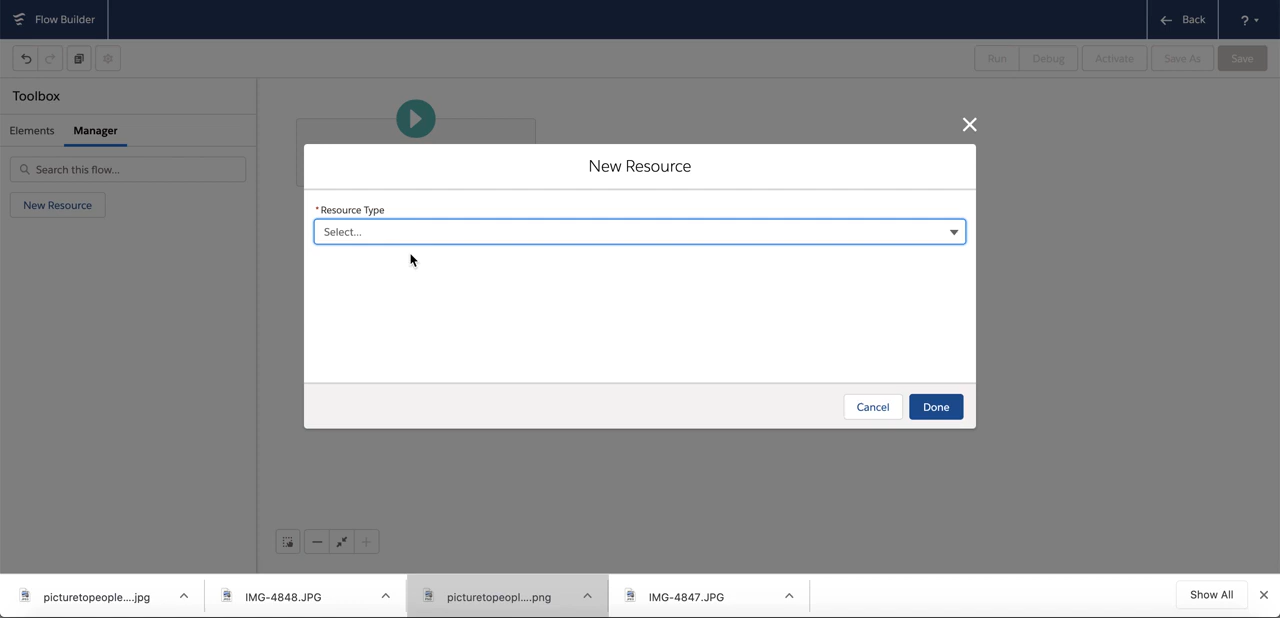 Flow Builder
Back
?
Run
Debug
Activate
Save As
Save
Toolbox
Elements
Manager
Search this flow...
New Resource
New Resource
*Resource Type
Select...
Cancel
Done
picturetopeople....jpg
IMG-4848.JPG
picturetopeopl....png
IMG-4847.JPG
Show All